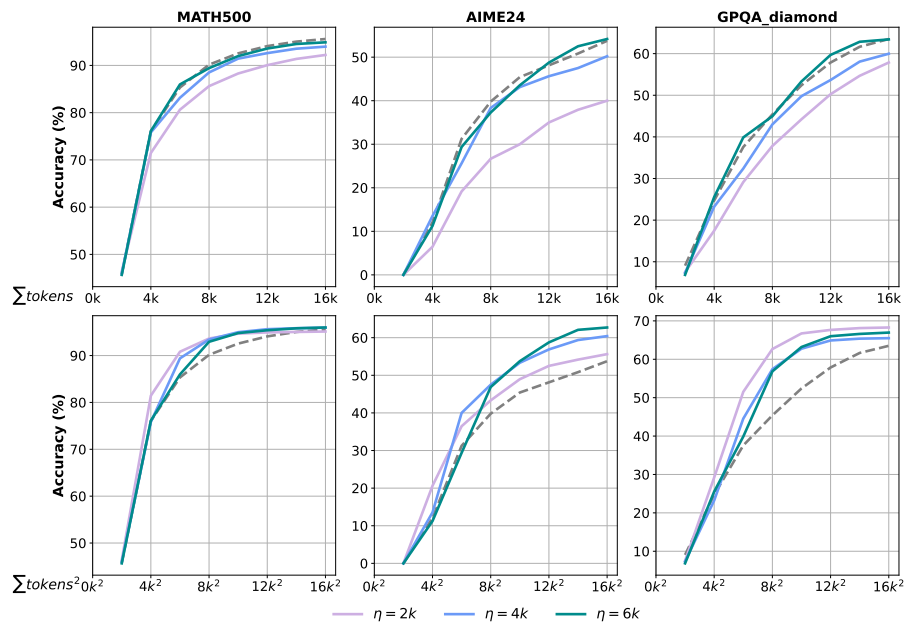 MATH500
AIME24
GPQA_diamond
Accuracy (%)
90
80
70
60
50
50
40
30
20
10
0
60
50
40
30
20
10
∑tokens
0k 4k 8k 12k 16k
0k 4k 8k 12k 16k
0k 4k 8k 12k 16k
Accuracy (%)
90
80
70
60
50
60
50
40
30
20
10
0
70
60
50
40
30
20
10
∑tokens²
0k² 4k² 8k² 12k² 16k²
0k² 4k² 8k² 12k² 16k²
0k² 4k² 8k² 12k² 16k²
η = 2k η = 4k η = 6k